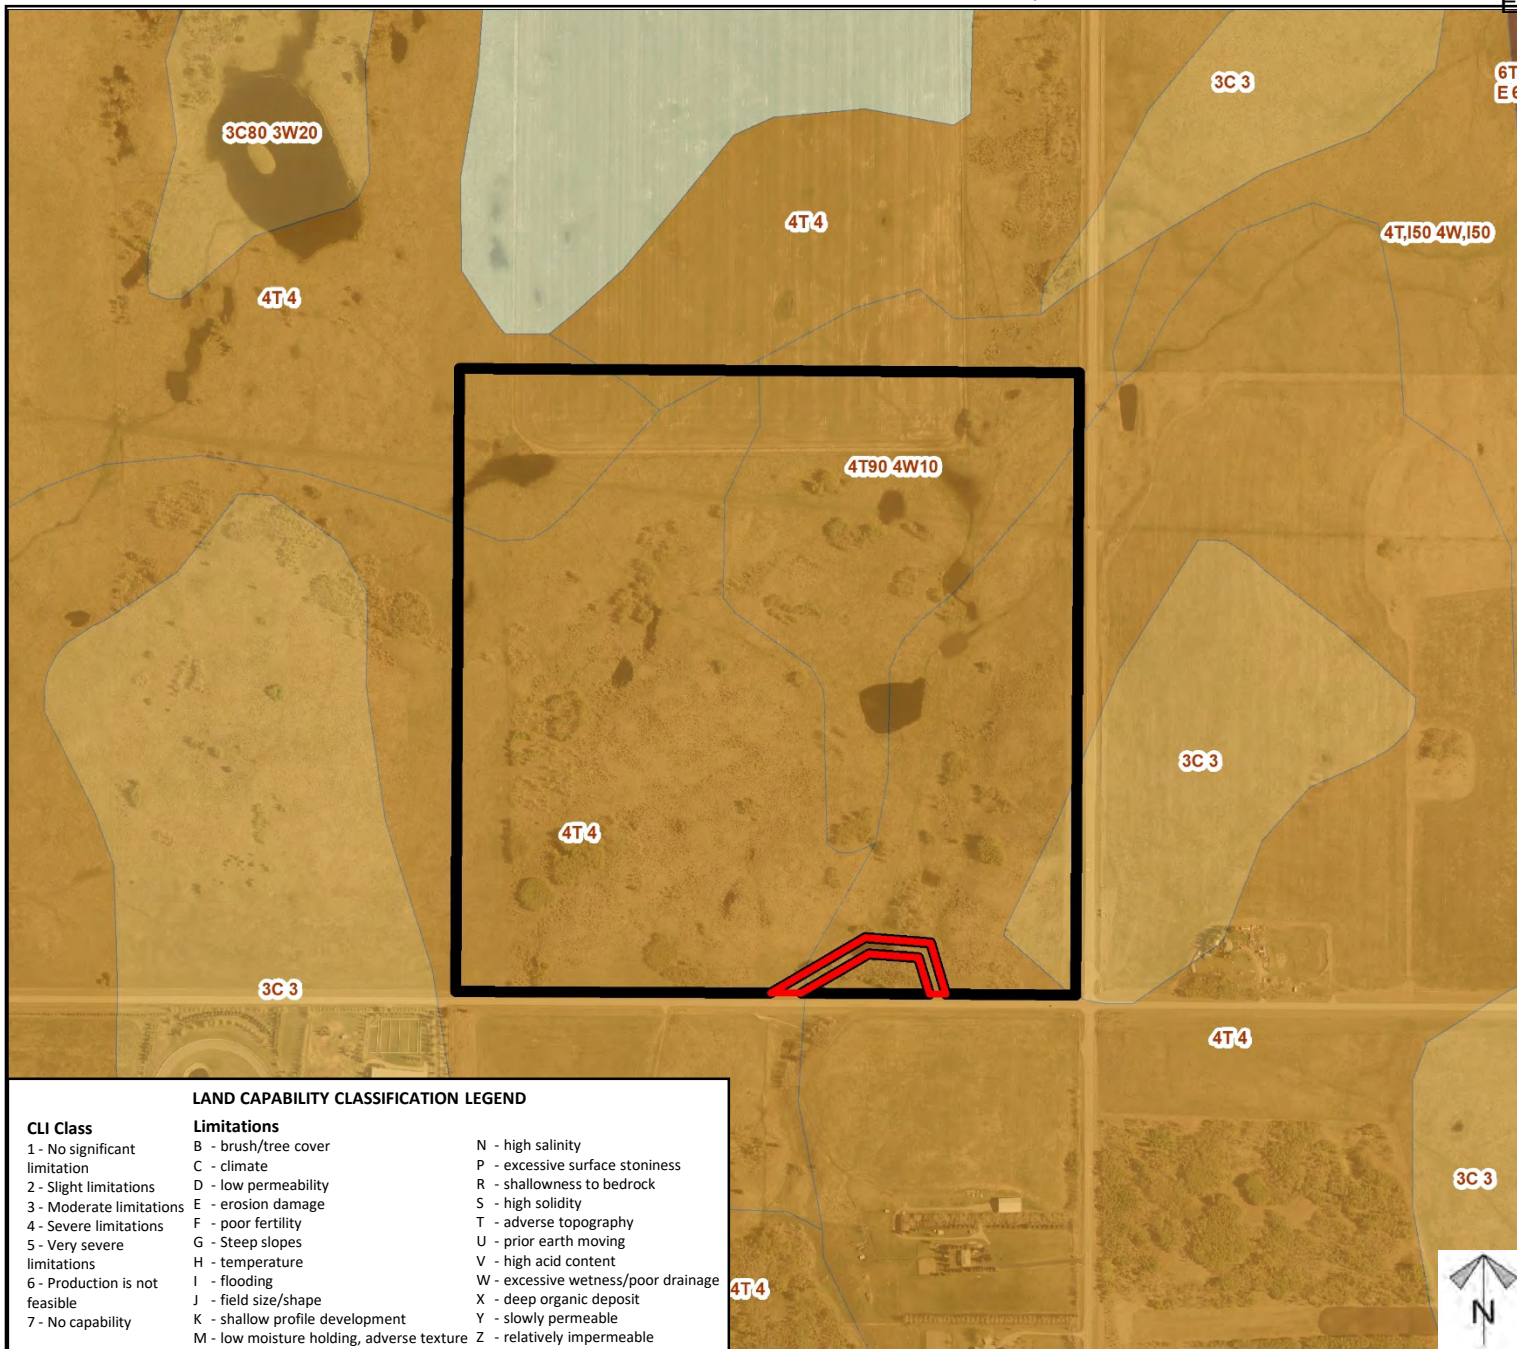 3C 3
6T
E 6
3C80 3W20
4T 4
4T,I50 4W,I50
4T 4
4T90 4W10
3C 3
4T 4
3C 3
4T 4
3C 3
4T 4
LAND CAPABILITY CLASSIFICATION LEGEND
CLI Class
1 - No significant
limitation
2 - Slight limitations
3 - Moderate limitations
4 - Severe limitations
5 - Very severe
limitations
6 - Production is not
feasible
7 - No capability
Limitations
B - brush/tree cover
C - climate
D - low permeability
E - erosion damage
F - poor fertility
G - Steep slopes
H - temperature
I - flooding
J - field size/shape
K - shallow profile development
M - low moisture holding, adverse texture
N - high salinity
P - excessive surface stoniness
R - shallowness to bedrock
S - high solidity
T - adverse topography
U - prior earth moving
V - high acid content
W - excessive wetness/poor drainage
X - deep organic deposit
Y - slowly permeable
Z - relatively impermeable
N